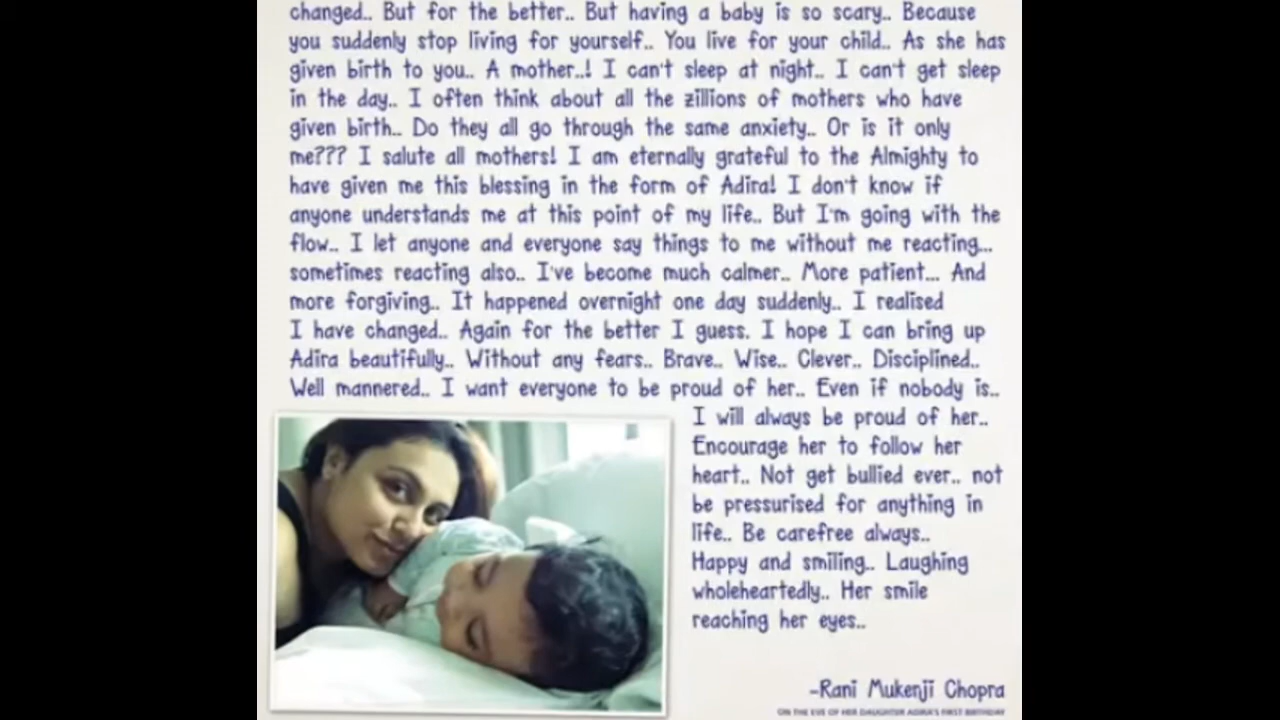 changed.. But for the better.. But having a baby is so scary.. Because
you suddenly stop living for yourself.. You live for your child.. As she has
given birth to you.. A mother..! I can't sleep at night.. I can't get sleep
in the day.. I often think about all the zillions of mothers who have
given birth.. Do they all go through the same anxiety.. Or is it only
me??? I salute all mothers! I am eternally grateful to the Almighty to
have given me this blessing in the form of Adira! I don't know if
anyone understands me at this point of my life.. But I'm going with the
flow.. I let anyone and everyone say things to me without me reacting...
sometimes reacting also.. I've become much calmer.. More patient... And
more forgiving.. It happened overnight one day suddenly.. I realised
I have changed.. Again for the better I guess. I hope I can bring up
Adira beautifully.. Without any fears.. Brave.. Wise.. Clever.. Disciplined..
Well mannered.. I want everyone to be proud of her.. Even if nobody is..
I will always be proud of her..
Encourage her to follow her
heart.. Not get bullied ever.. not
be pressurised for anything in
life.. Be carefree always..
Happy and smiling.. Laughing
wholeheartedly.. Her smile
reaching her eyes..
-Rani Mukenji Chopra
ON THE EVE OF HER DAUGHTER ADIRA'S FIRST BIRTHDAY